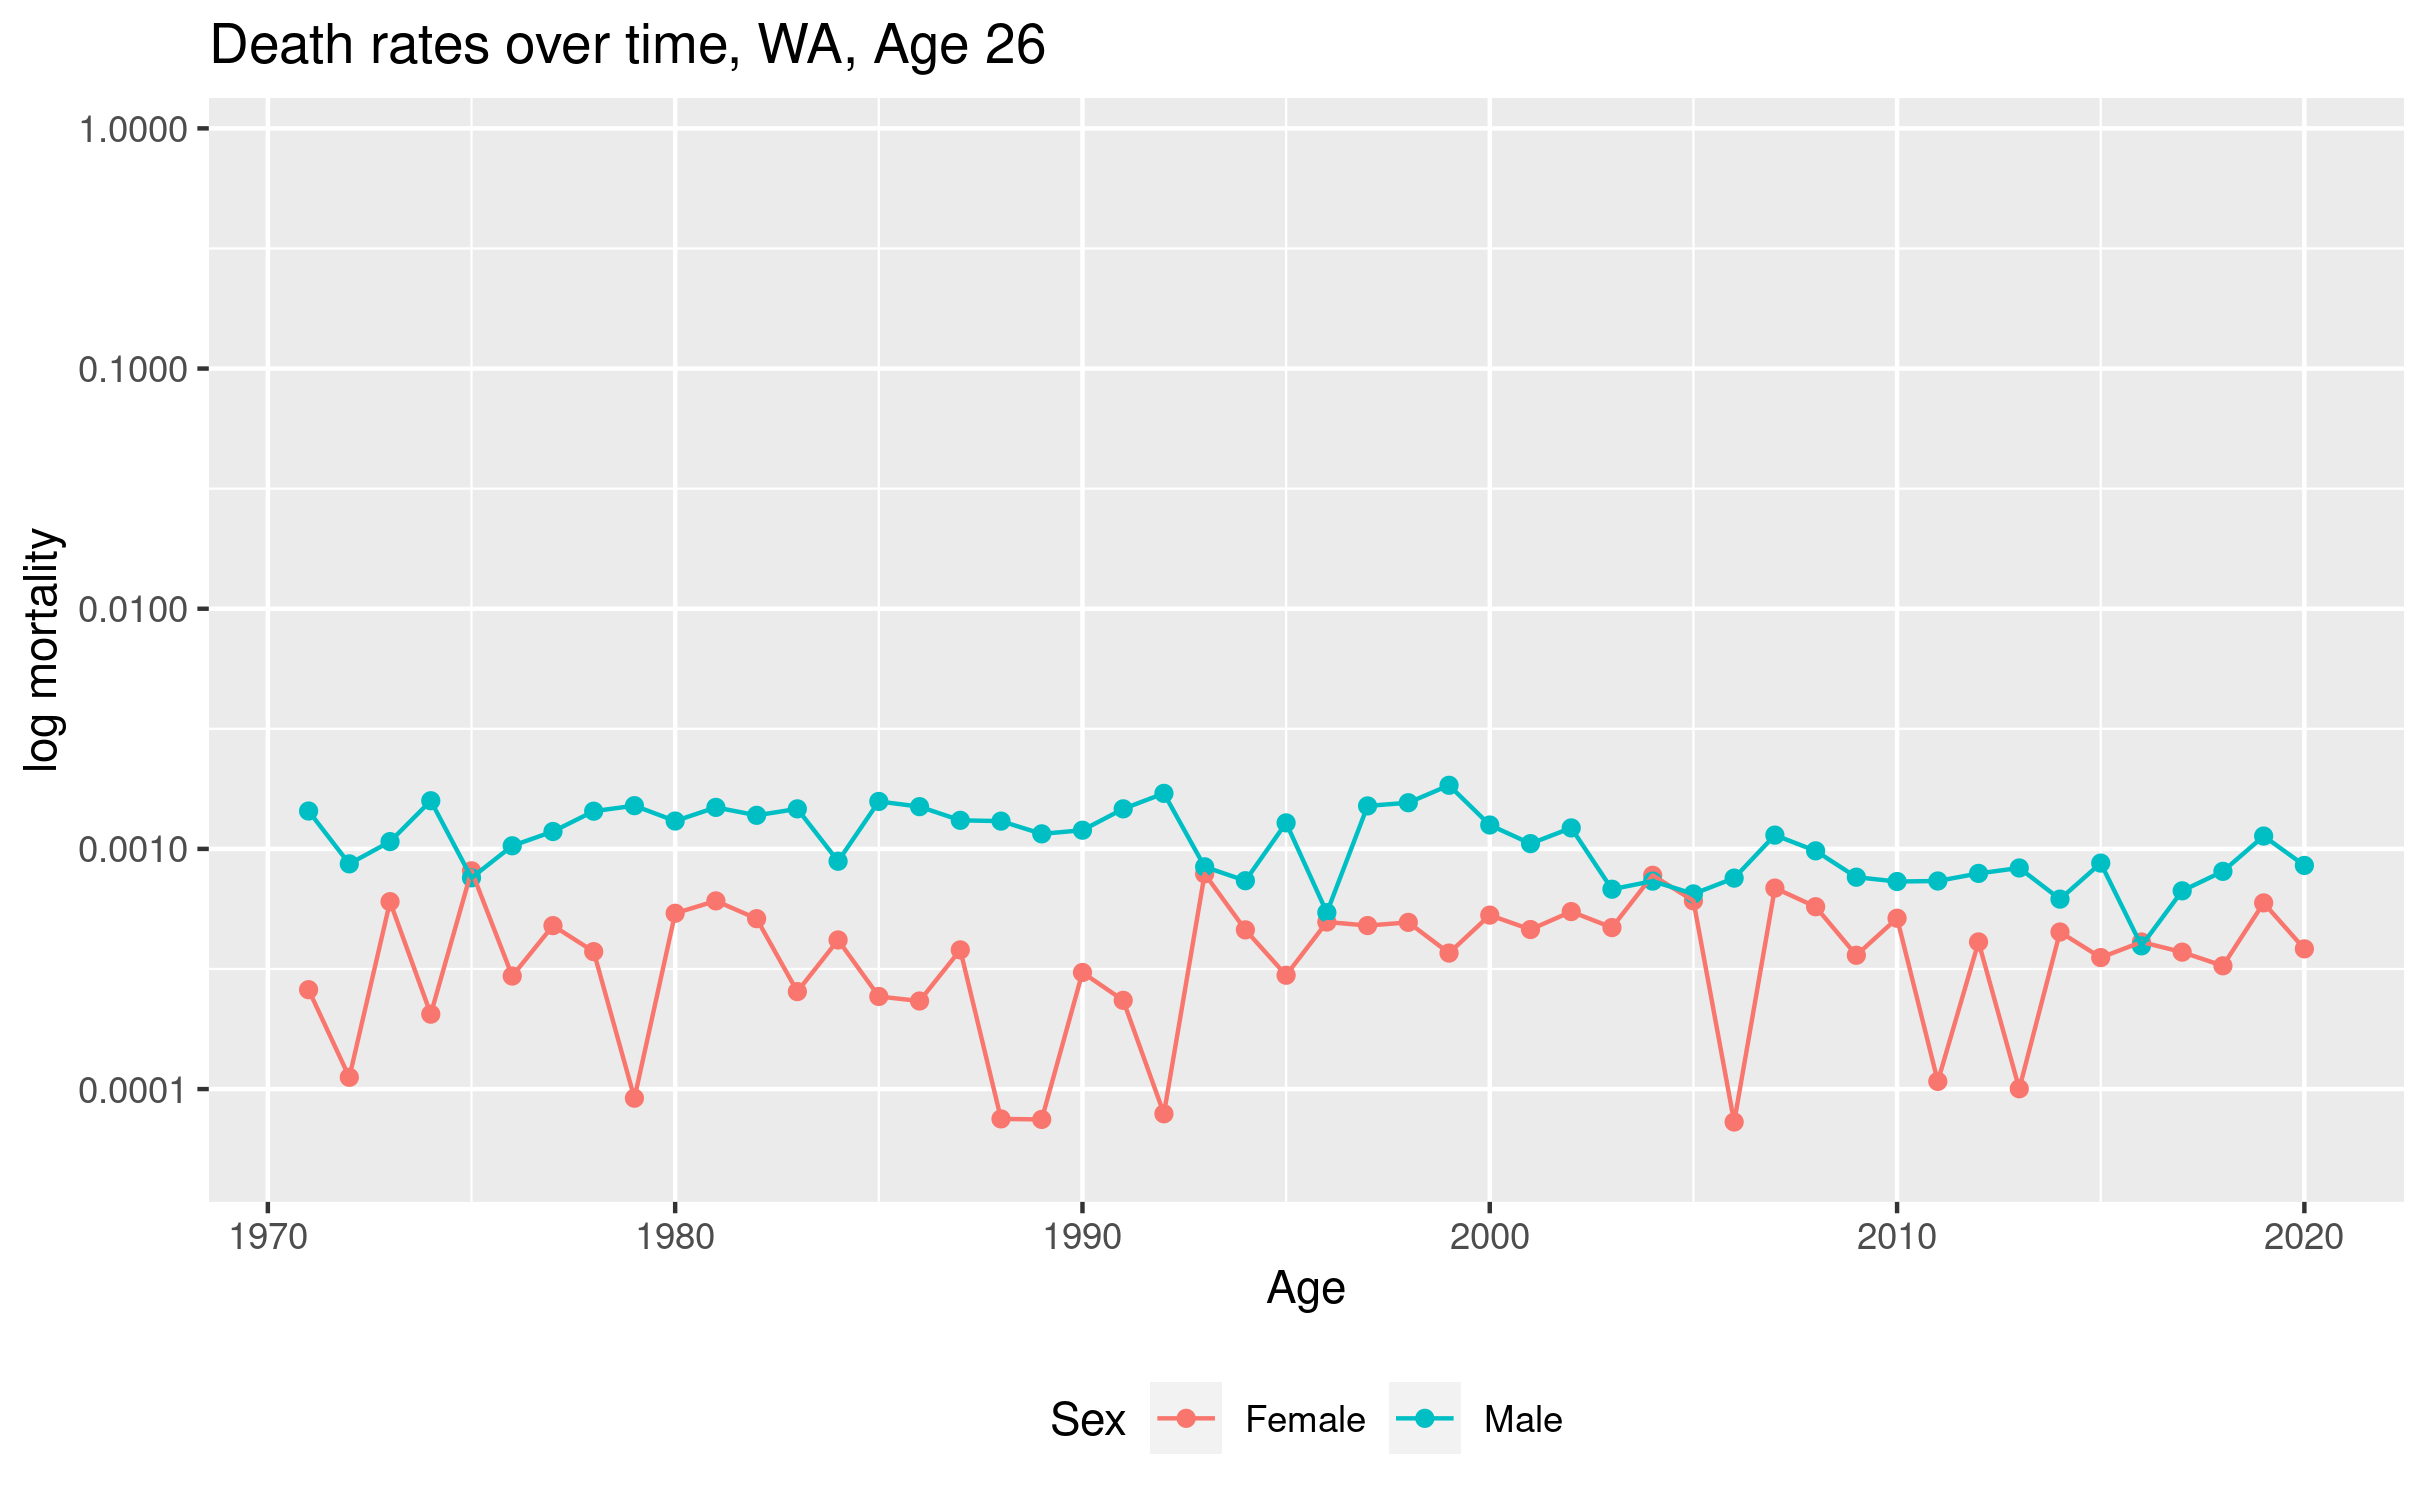 Death rates over time, WA, Age 26
log mortality
1.0000
0.1000
0.0100
0.0010
0.0001
1970 1980 1990 2000 2010 2020
Age
Sex Female Male